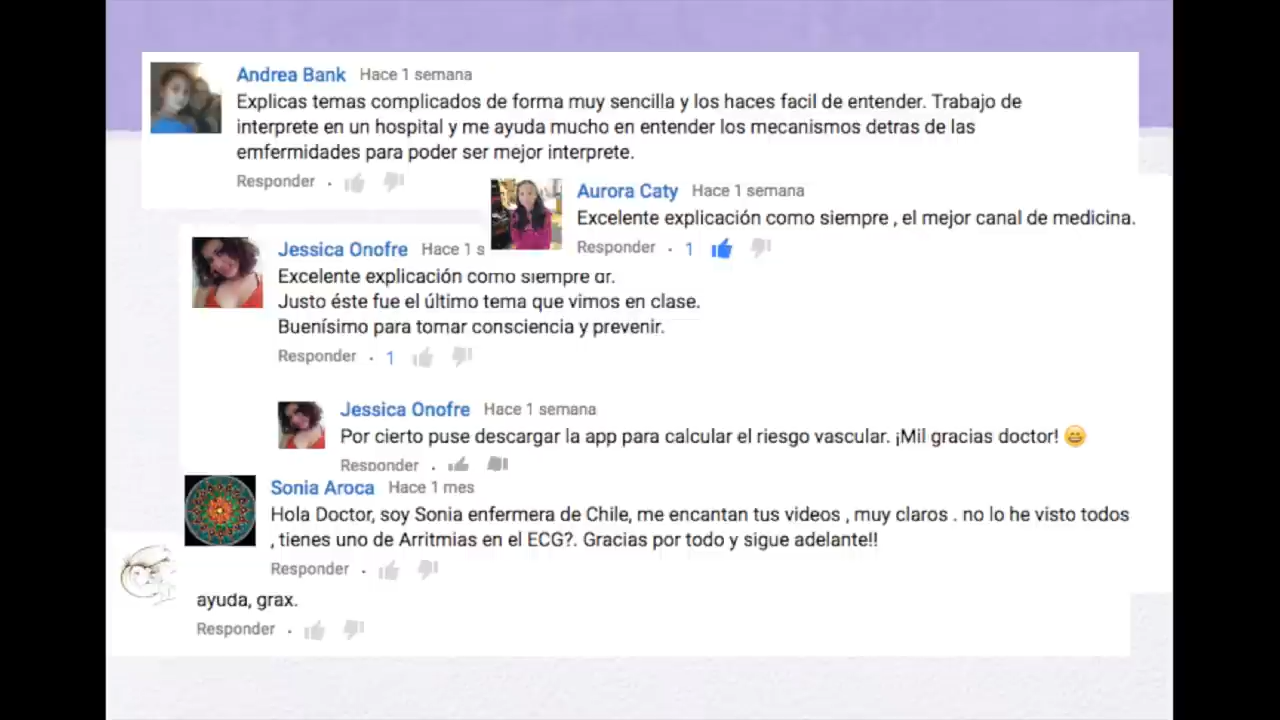 Andrea Bank Hace 1 semana
Explicas temas complicados de forma muy sencilla y los haces facil de entender. Trabajo de
interprete en un hospital y me ayuda mucho en entender los mecanismos detras de las
emfermidades para poder ser mejor interprete.
Responder
Aurora Caty Hace 1 semana
Excelente explicación como siempre , el mejor canal de medicina.
Responder · 1
Jessica Onofre Hace 1 s
Excelente explicación como siempre dr.
Justo éste fue el último tema que vimos en clase.
Buenísimo para tomar consciencia y prevenir.
Responder · 1
Jessica Onofre Hace 1 semana
Por cierto puse descargar la app para calcular el riesgo vascular. ¡Mil gracias doctor! 😄
Responder
Sonia Aroca Hace 1 mes
Hola Doctor, soy Sonia enfermera de Chile, me encantan tus videos , muy claros . no lo he visto todos
, tienes uno de Arritmias en el ECG?. Gracias por todo y sigue adelante!!
Responder
ayuda, grax.
Responder